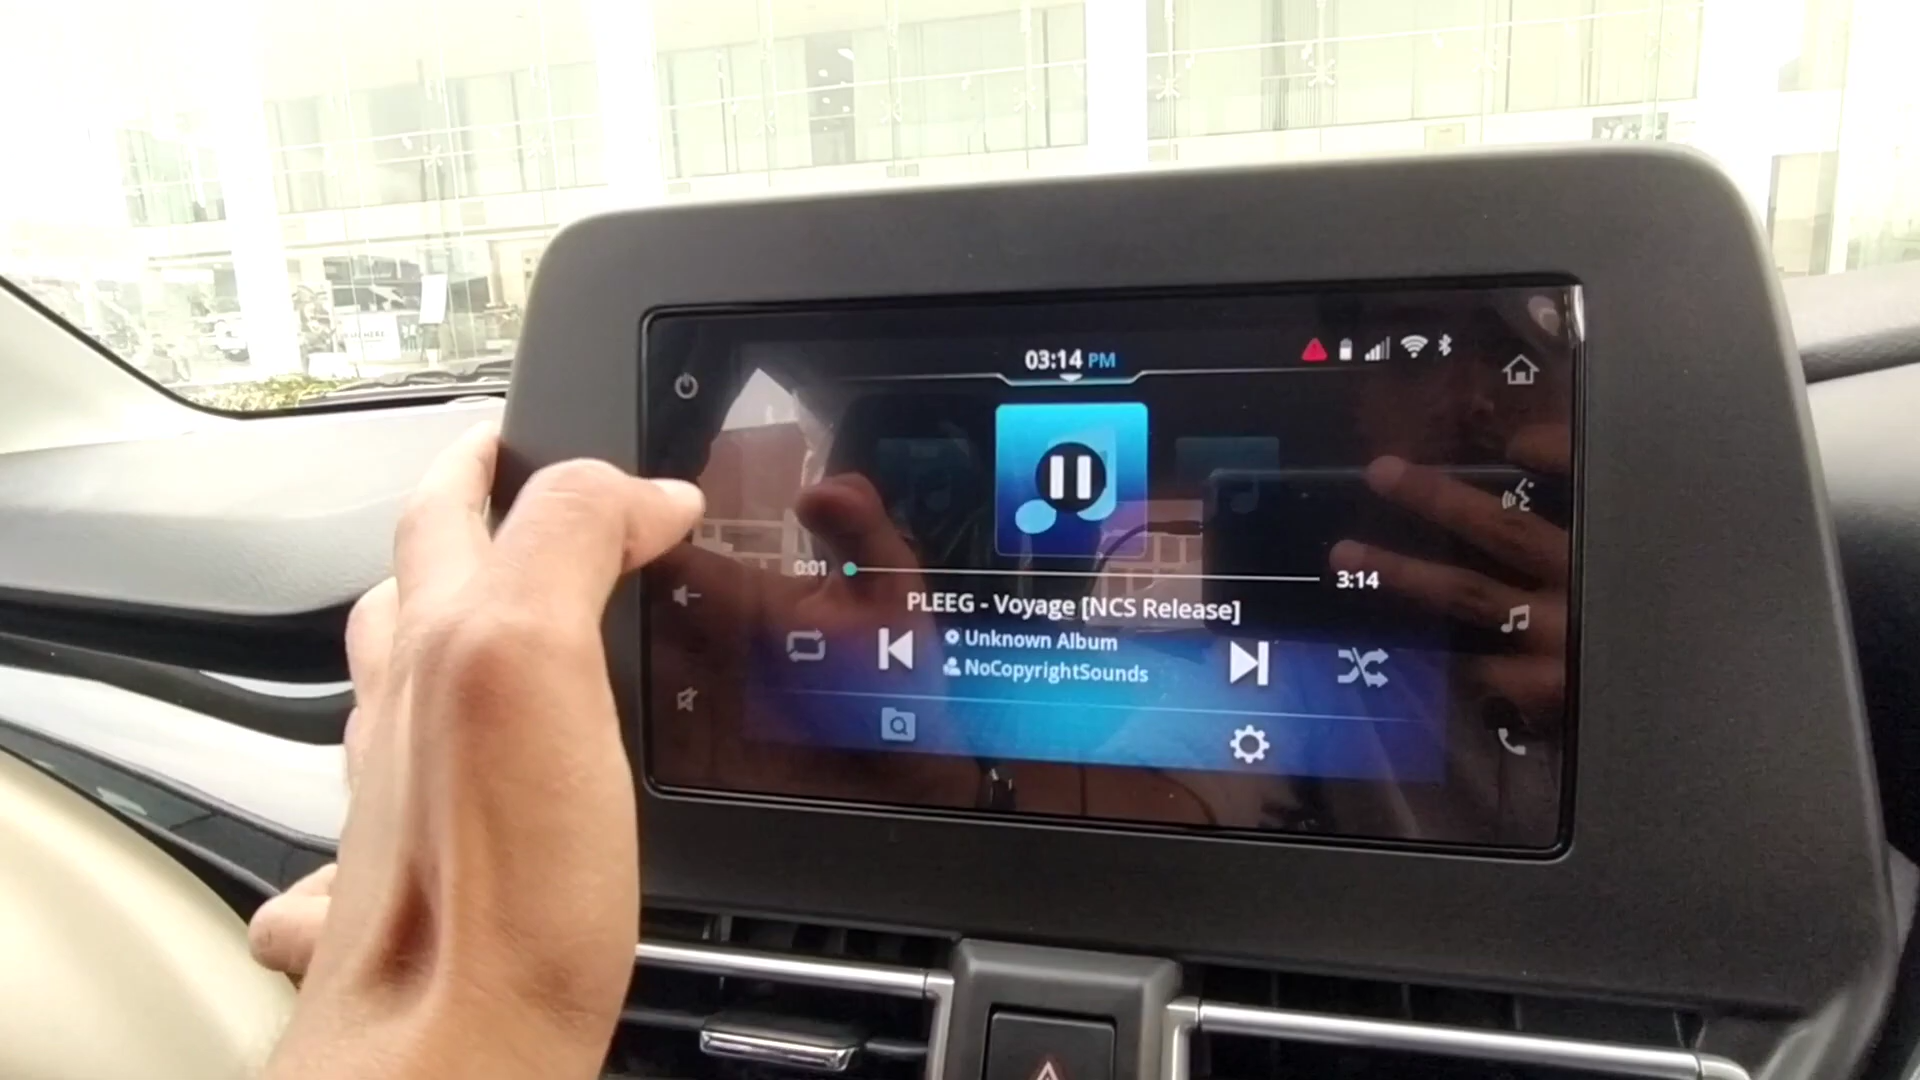 03:14 PM
0:01
3:14
PLEEG - Voyage [NCS Release]
Unknown Album
NoCopyrightSounds